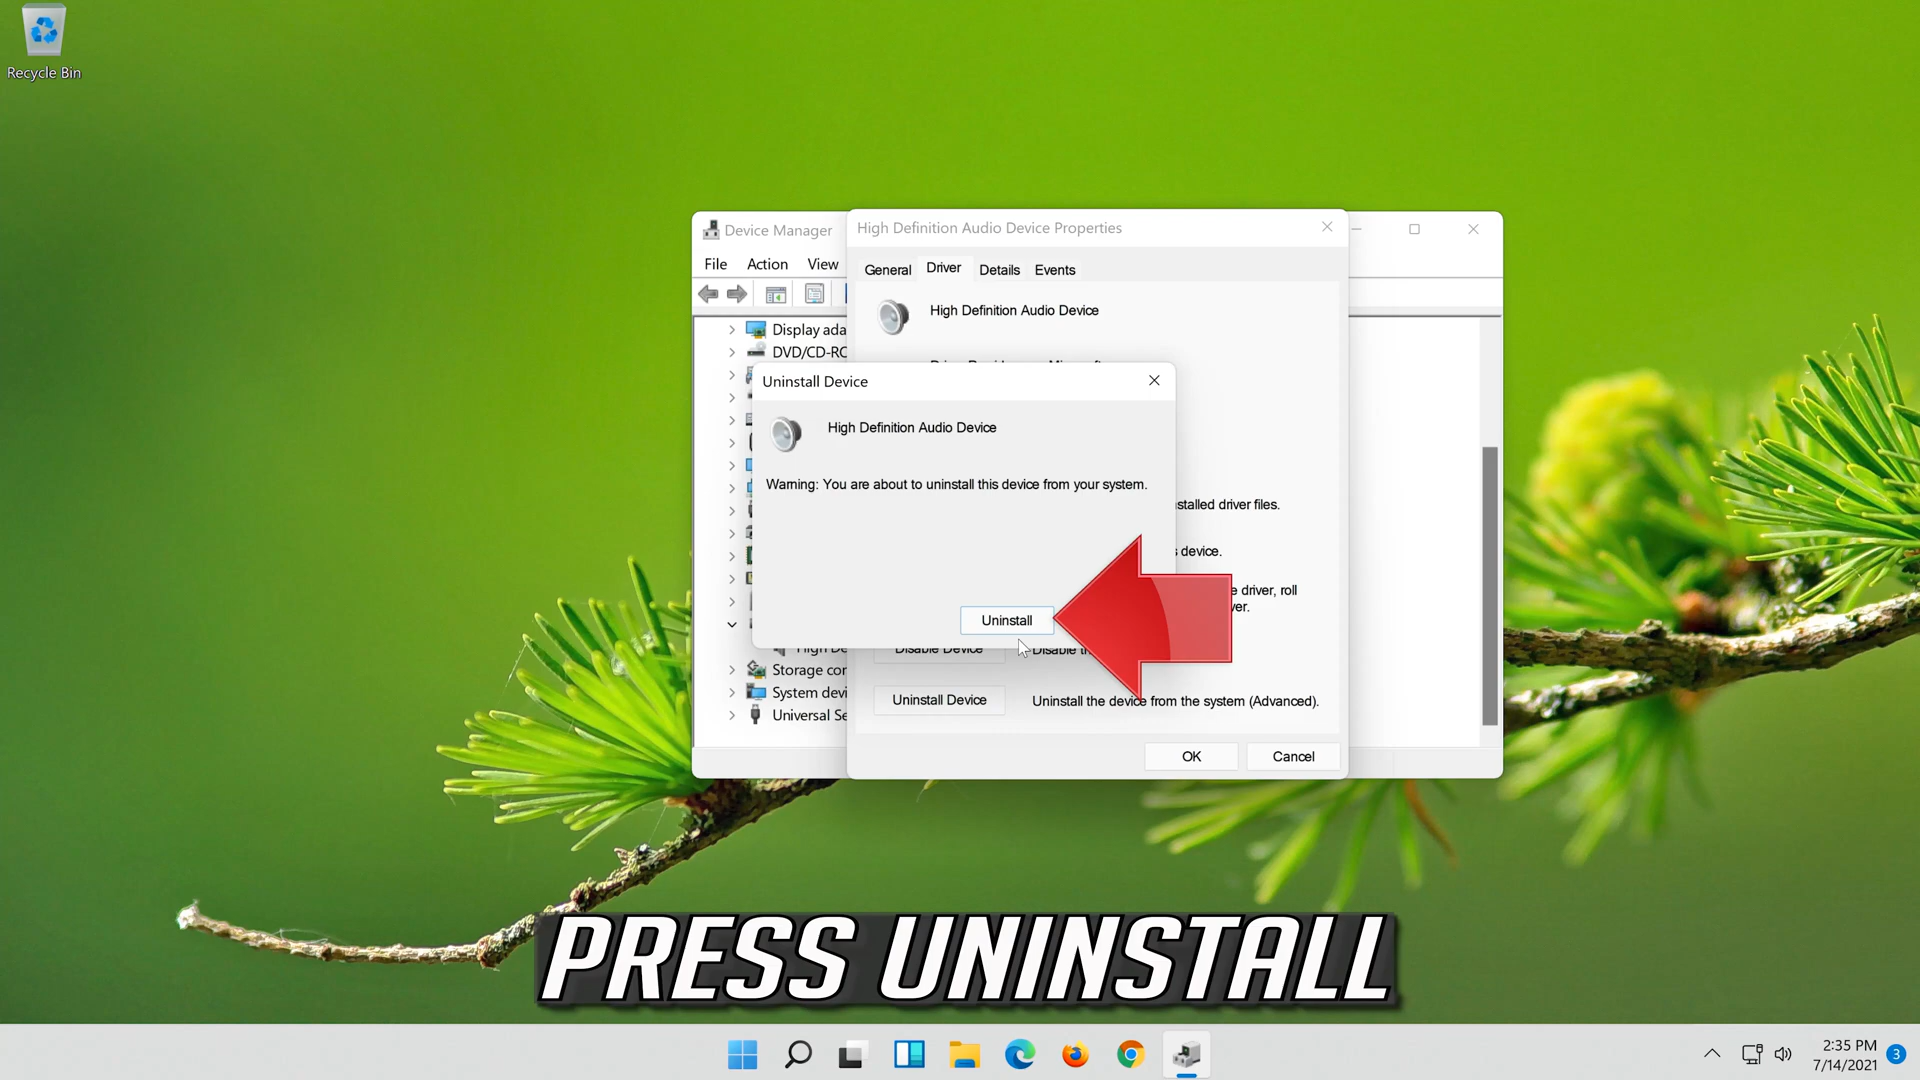 Recycle Bin
Device Manager
High Definition Audio Device Properties
File Action View
General Driver Details Events
High Definition Audio Device
Display ada
DVD/CD-RO
Uninstall Device
High Definition Audio Device
Warning: You are about to uninstall this device from your system.
stalled driver files.
s device.
e driver, roll
ver.
Uninstall
Disable Device
Disable
Storage cor
System devi
Universal Se
Uninstall Device
Uninstall the device from the system (Advanced).
OK
Cancel
PRESS UNINSTALL
2:35 PM
7/14/2021
3